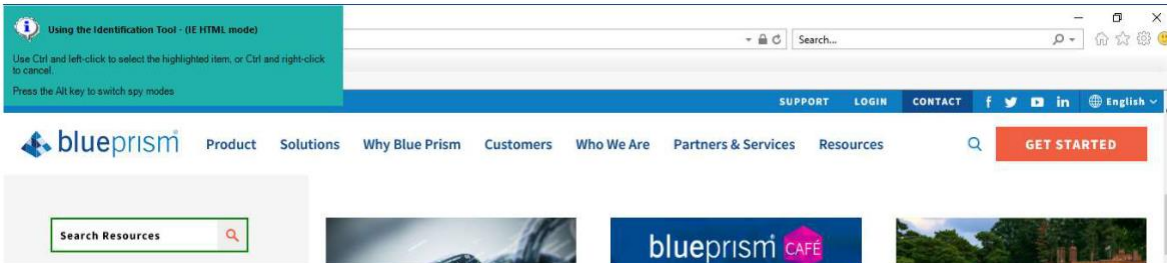 Using the Identification Tool - (IE HTML mode)
Use Ctrl and left-click to select the highlighted item, or Ctrl and right-click
to cancel.
Press the Alt key to switch spy modes
Search...
SUPPORT LOGIN CONTACT f in English
blueprism Product Solutions Why Blue Prism Customers Who We Are Partners & Services Resources GET STARTED
Search Resources
blueprism CAFÉ